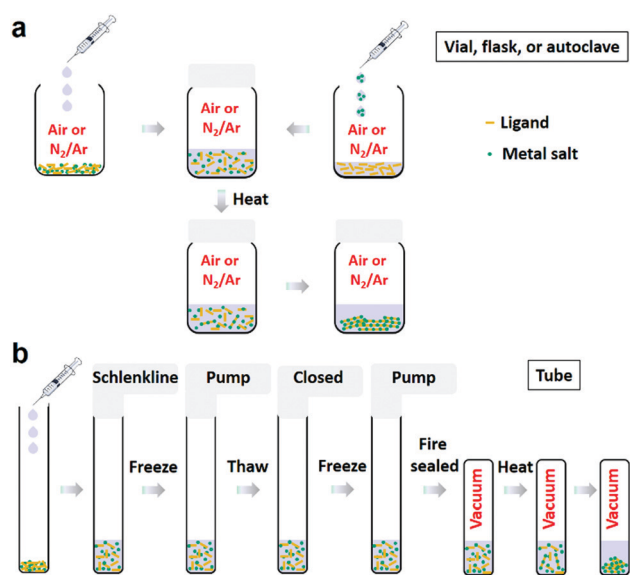 a
Vial, flask, or autoclave
Air or
N₂/Ar
Air or
N₂/Ar
Air or
N₂/Ar
Ligand
Metal salt
Heat
Air or
N₂/Ar
Air or
N₂/Ar
b
Schlenkline
Pump
Closed
Pump
Tube
Freeze
Thaw
Freeze
Fire
sealed
Heat
Vacuum
Vacuum
Vacuum